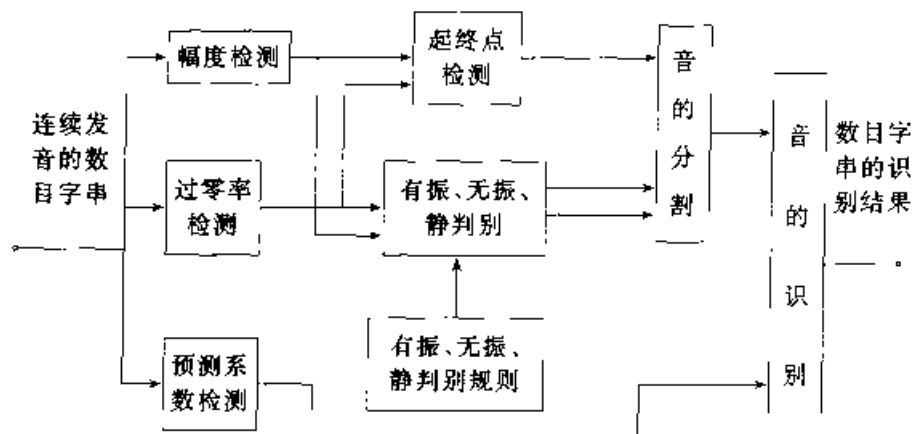 连续发
音的数
目字串
幅度检测
过零率
检测
预测系
数检测
起终点
检测
有振、无振、
静判别
有振、无振、
静判别规则
音
的
分
割
音
的
识
别
数目字
串的识
别结果